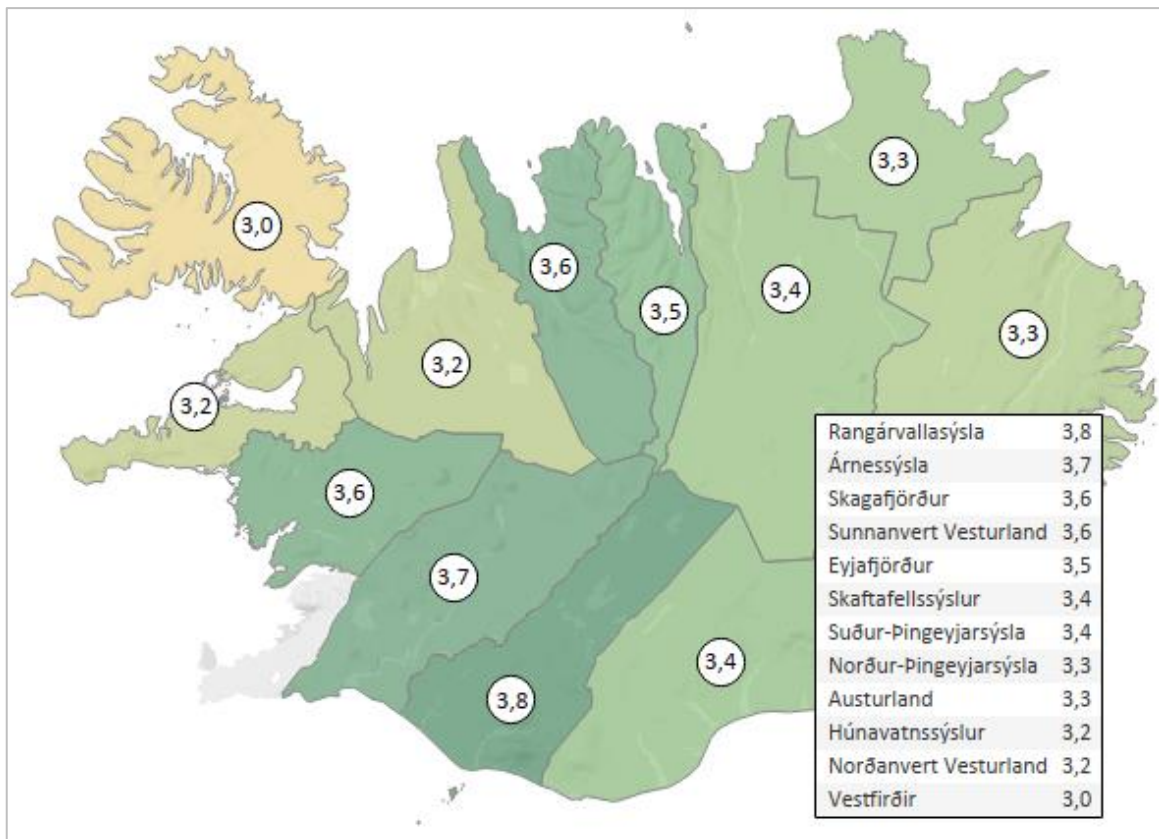 3,3
3,0
3,6
3,4
3,5
3,3
3,2
3,2
3,6
3,7
3,4
3,8
Rangárvallasýsla 3,8
Árnessýsla 3,7
Skagafjörður 3,6
Sunnanvert Vesturland 3,6
Eyjafjörður 3,5
Skaftafellssýslur 3,4
Suður-Þingeyjarsýsla 3,4
Norður-Þingeyjarsýsla 3,3
Austurland 3,3
Húnavatnssýslur 3,2
Norðanvert Vesturland 3,2
Vestfirðir 3,0